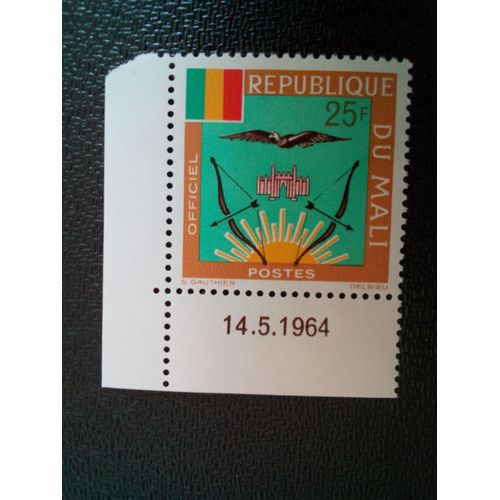 REPUBLIQUE
DU MALI
25F
OFFICIEL
POSTES
S. GAUTHIER
DELRIEU
14.5.1964